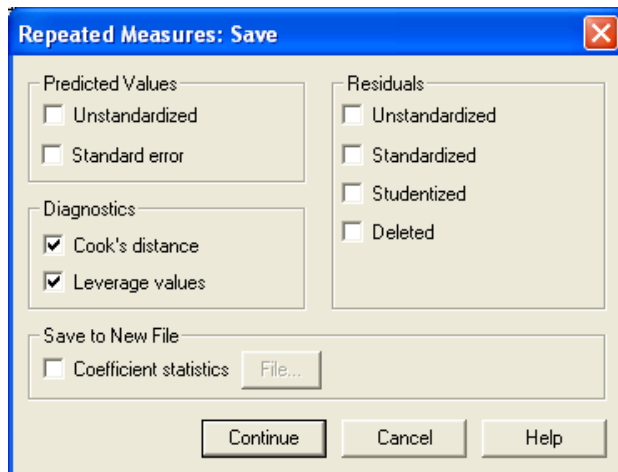 Repeated Measures: Save
Predicted Values
Unstandardized
Standard error
Diagnostics
Cook's distance
Leverage values
Residuals
Unstandardized
Standardized
Studentized
Deleted
Save to New File
Coefficient statistics File...
Continue Cancel Help